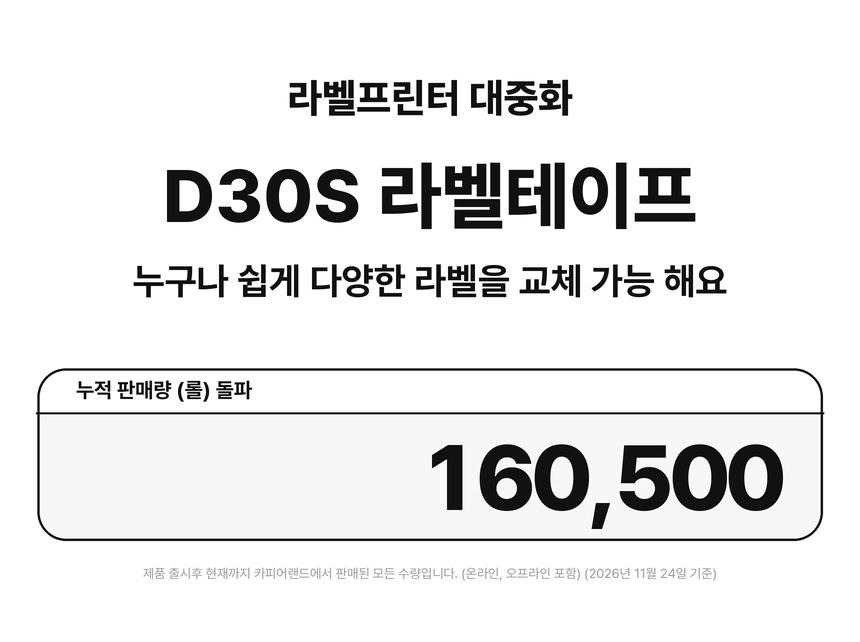 라벨프린터 대중화
D30S 라벨테이프
누구나 쉽게 다양한 라벨을 교체 가능 해요
누적 판매량 (롤) 돌파
160,500
제품 출시후 현재까지 카피어랜드에서 판매된 모든 수량입니다. (온라인, 오프라인 포함) (2026년 11월 24일 기준)